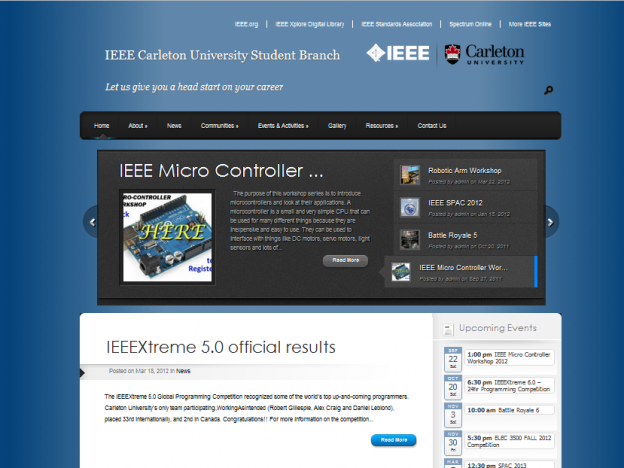 IEEE.org | IEEE Xplore Digital Library | IEEE Standards Association | Spectrum Online | More IEEE Sites
IEEE Carleton University Student Branch
IEEE
Carleton
UNIVERSITY
Let us give you a head start on your career
Home About » News Communities » Events & Activities » Gallery Resources » Contact Us
IEEE Micro Controller ...
RO-CONTROLLER
RKSHOP
ck
HERE
to
Register
The purpose of this workshop series is to introduce
microcontrollers and look at their applications. A
microcontroller is a small and very simple CPU that can
be used for many different things because they are
inexpensive and easy to use. They can be used to
interface with things like DC motors, servo motors, light
sensors and lots of...
Read More
Robotic Arm Workshop
Posted by admin on Mar 22, 2012
IEEE SPAC 2012
Posted by admin on Jan 15, 2012
Battle Royale 5
Posted by admin on Oct 23, 2011
IEEE Micro Controller Wor...
Posted by admin on Sep 27, 2011
IEEEXtreme 5.0 official results
Posted on Mar 18, 2012 in News
The IEEEXtreme 5.0 Global Programming Competition recognized some of the world's top up-and-coming programmers.
Carleton University's only team participating,WorkingAsIntended (Robert Gillespie, Alex Craig and Daniel Leblond),
placed 33rd internationally, and 2nd in Canada. Congratulations!! For more information on the competition...
Read More
Upcoming Events
SEP
22
Sat
1:00 pm IEEE Micro Controller
Workshop 2012
OCT
20
Sat
6:30 pm IEEEXtreme 6.0 –
24hr Programming Competition
NOV
3
Sat
10:00 am Battle Royale 6
NOV
30
Fri
5:30 pm ELEC 3500 FALL 2012
Competition
MAR
12:30 pm SPAC 2013